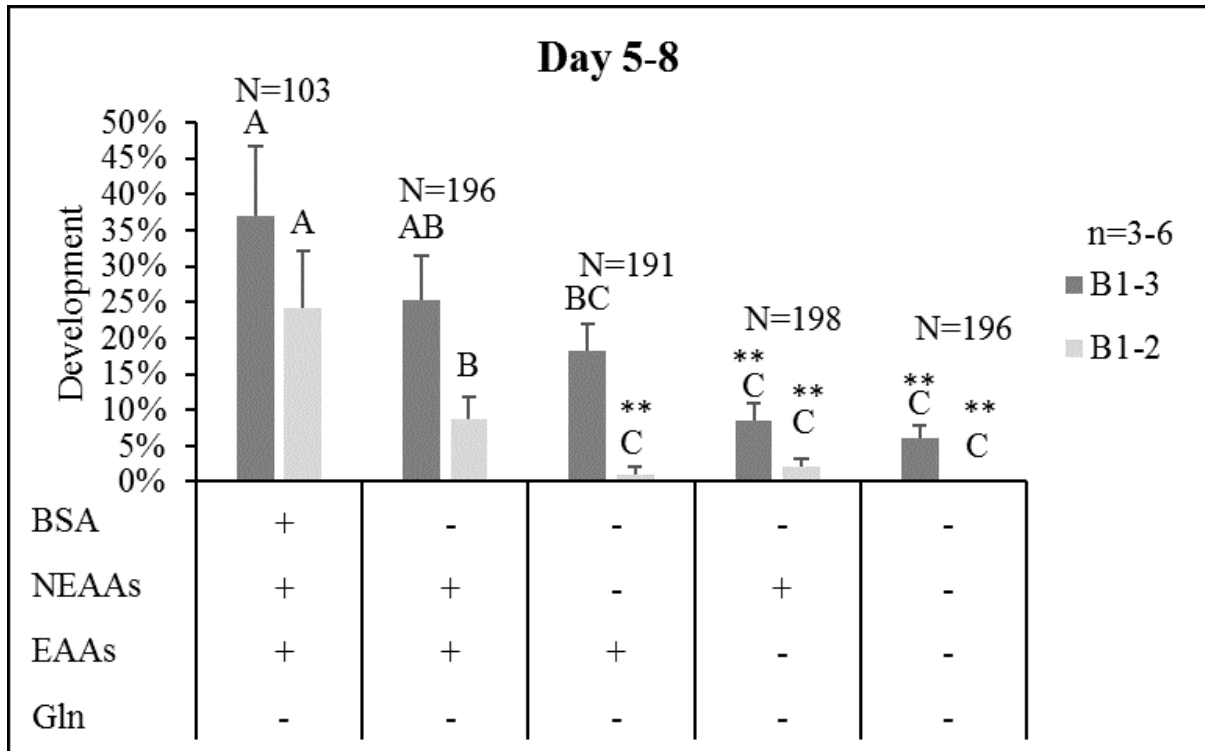 Day 5-8
N=103
A
A
N=196
AB
B
N=191
BC
**
C
N=198
**
C
**
C
N=196
**
C
**
C
Development
50%
45%
40%
35%
30%
25%
20%
15%
10%
5%
0%
n=3-6
B1-3
B1-2
BSA + - - - -
NEAAs + + - + -
EAAs + + + - -
Gln - - - - -